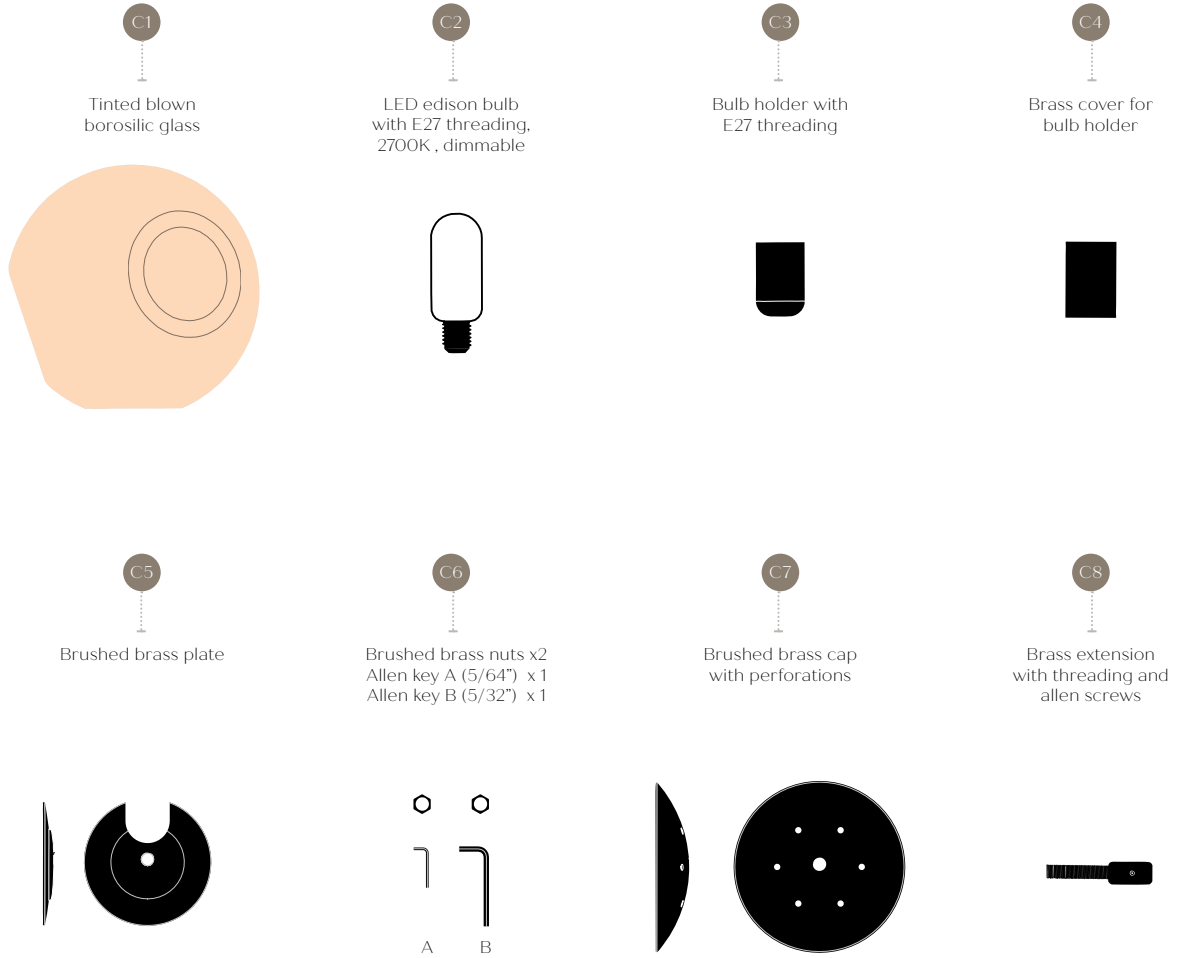 C1
Tinted blown
borosilic glass
C2
LED edison bulb
with E27 threading,
2700K , dimmable
C3
Bulb holder with
E27 threading
C4
Brass cover for
bulb holder
C5
Brushed brass plate
C6
Brushed brass nuts x2
Allen key A (5/64”) x 1
Allen key B (5/32”) x 1
A
B
C7
Brushed brass cap
with perforations
C8
Brass extension
with threading and
allen screws